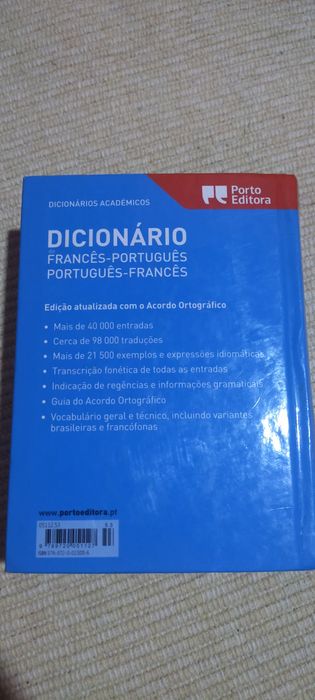 Porto
Editora
DICIONÁRIOS ACADÉMICOS
DICIONÁRIO
FRANCÊS-PORTUGUÊS
PORTUGUÊS-FRANCÊS
Edição atualizada com o Acordo Ortográfico
• Mais de 40 000 entradas
• Cerca de 98 000 traduções
• Mais de 21 500 exemplos e expressões idiomáticas
• Transcrição fonética de todas as entradas
• Indicação de regências e informações gramaticais
• Guia do Acordo Ortográfico
• Vocabulário geral e técnico, incluindo variantes
brasileiras e francófonas
www.portoeditora.pt